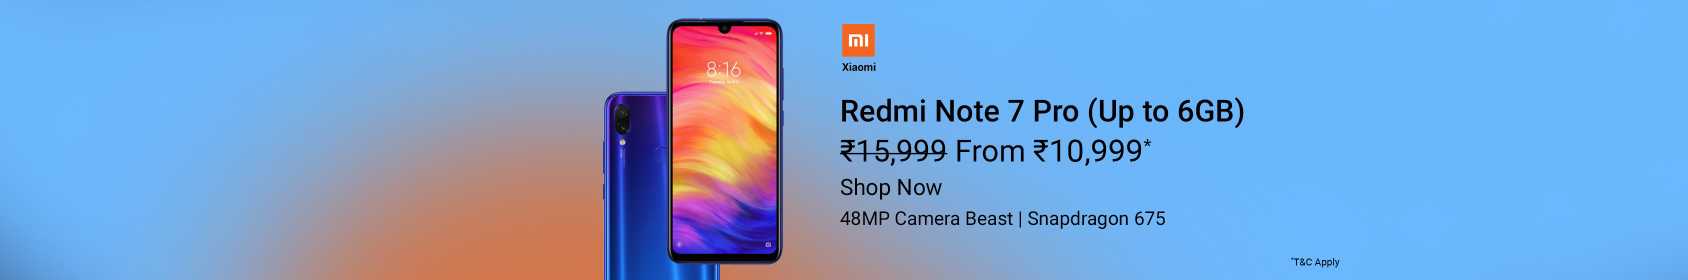 8:16
mi
Xiaomi
Redmi Note 7 Pro (Up to 6GB)
₹15,999 From ₹10,999*
Shop Now
48MP Camera Beast | Snapdragon 675
*T&C Apply